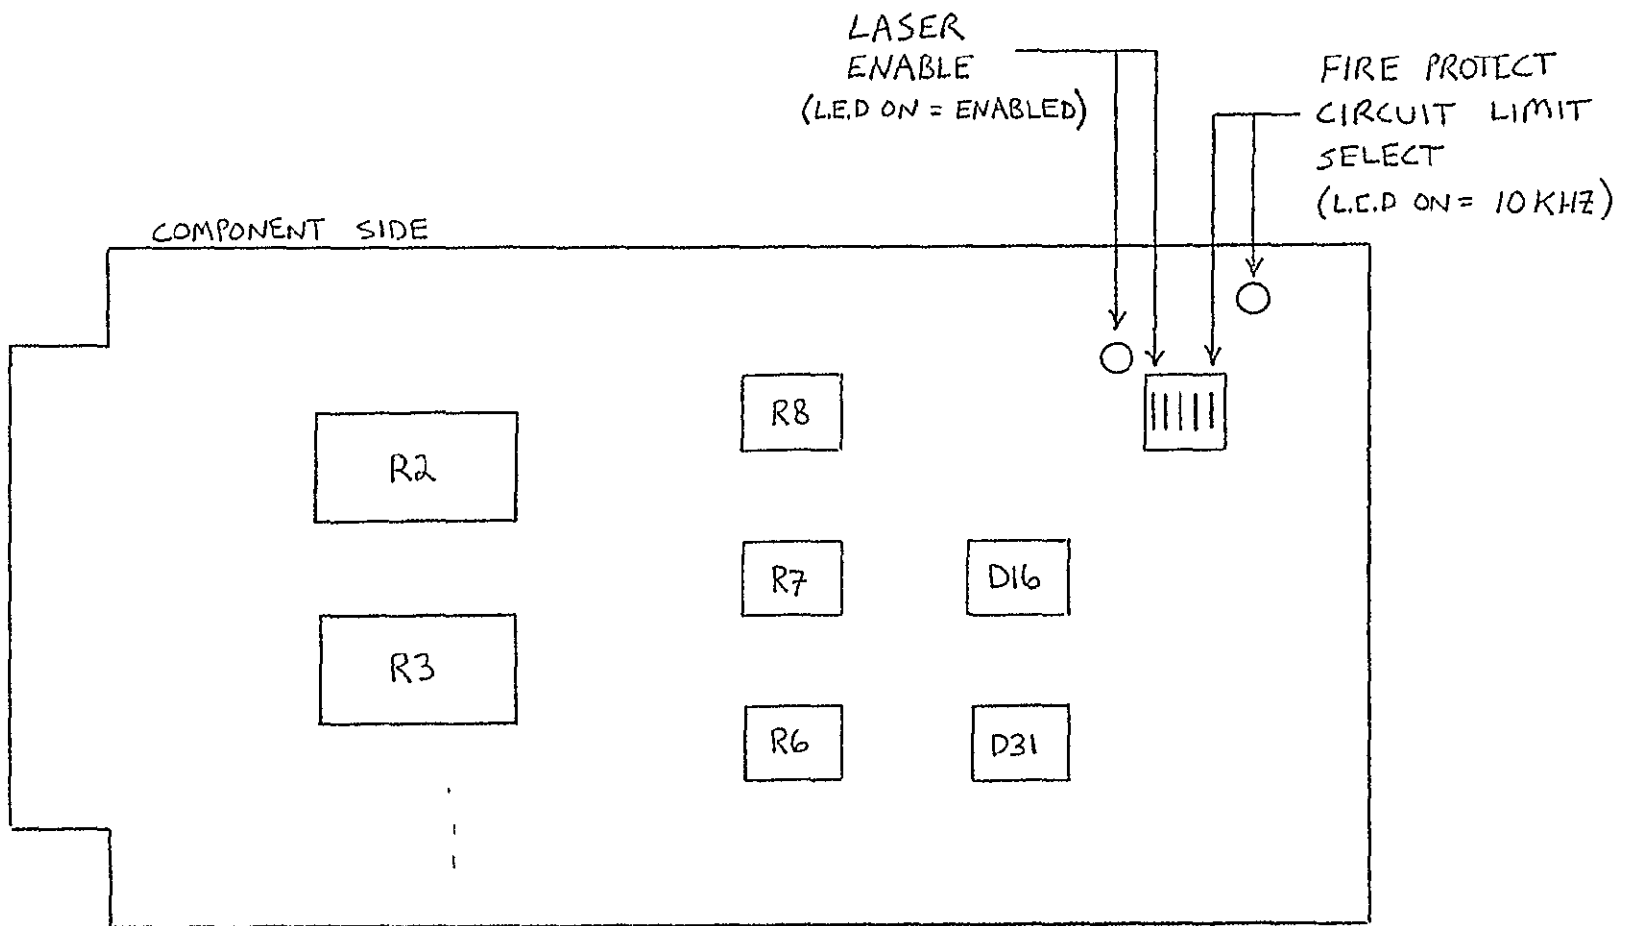 LASER
ENABLE
(L.E.D ON = ENABLED)
FIRE PROTECT
CIRCUIT LIMIT
SELECT
(L.E.D ON = 10 KHZ)
COMPONENT SIDE
R8
R2
R7
D16
R3
R6
D31